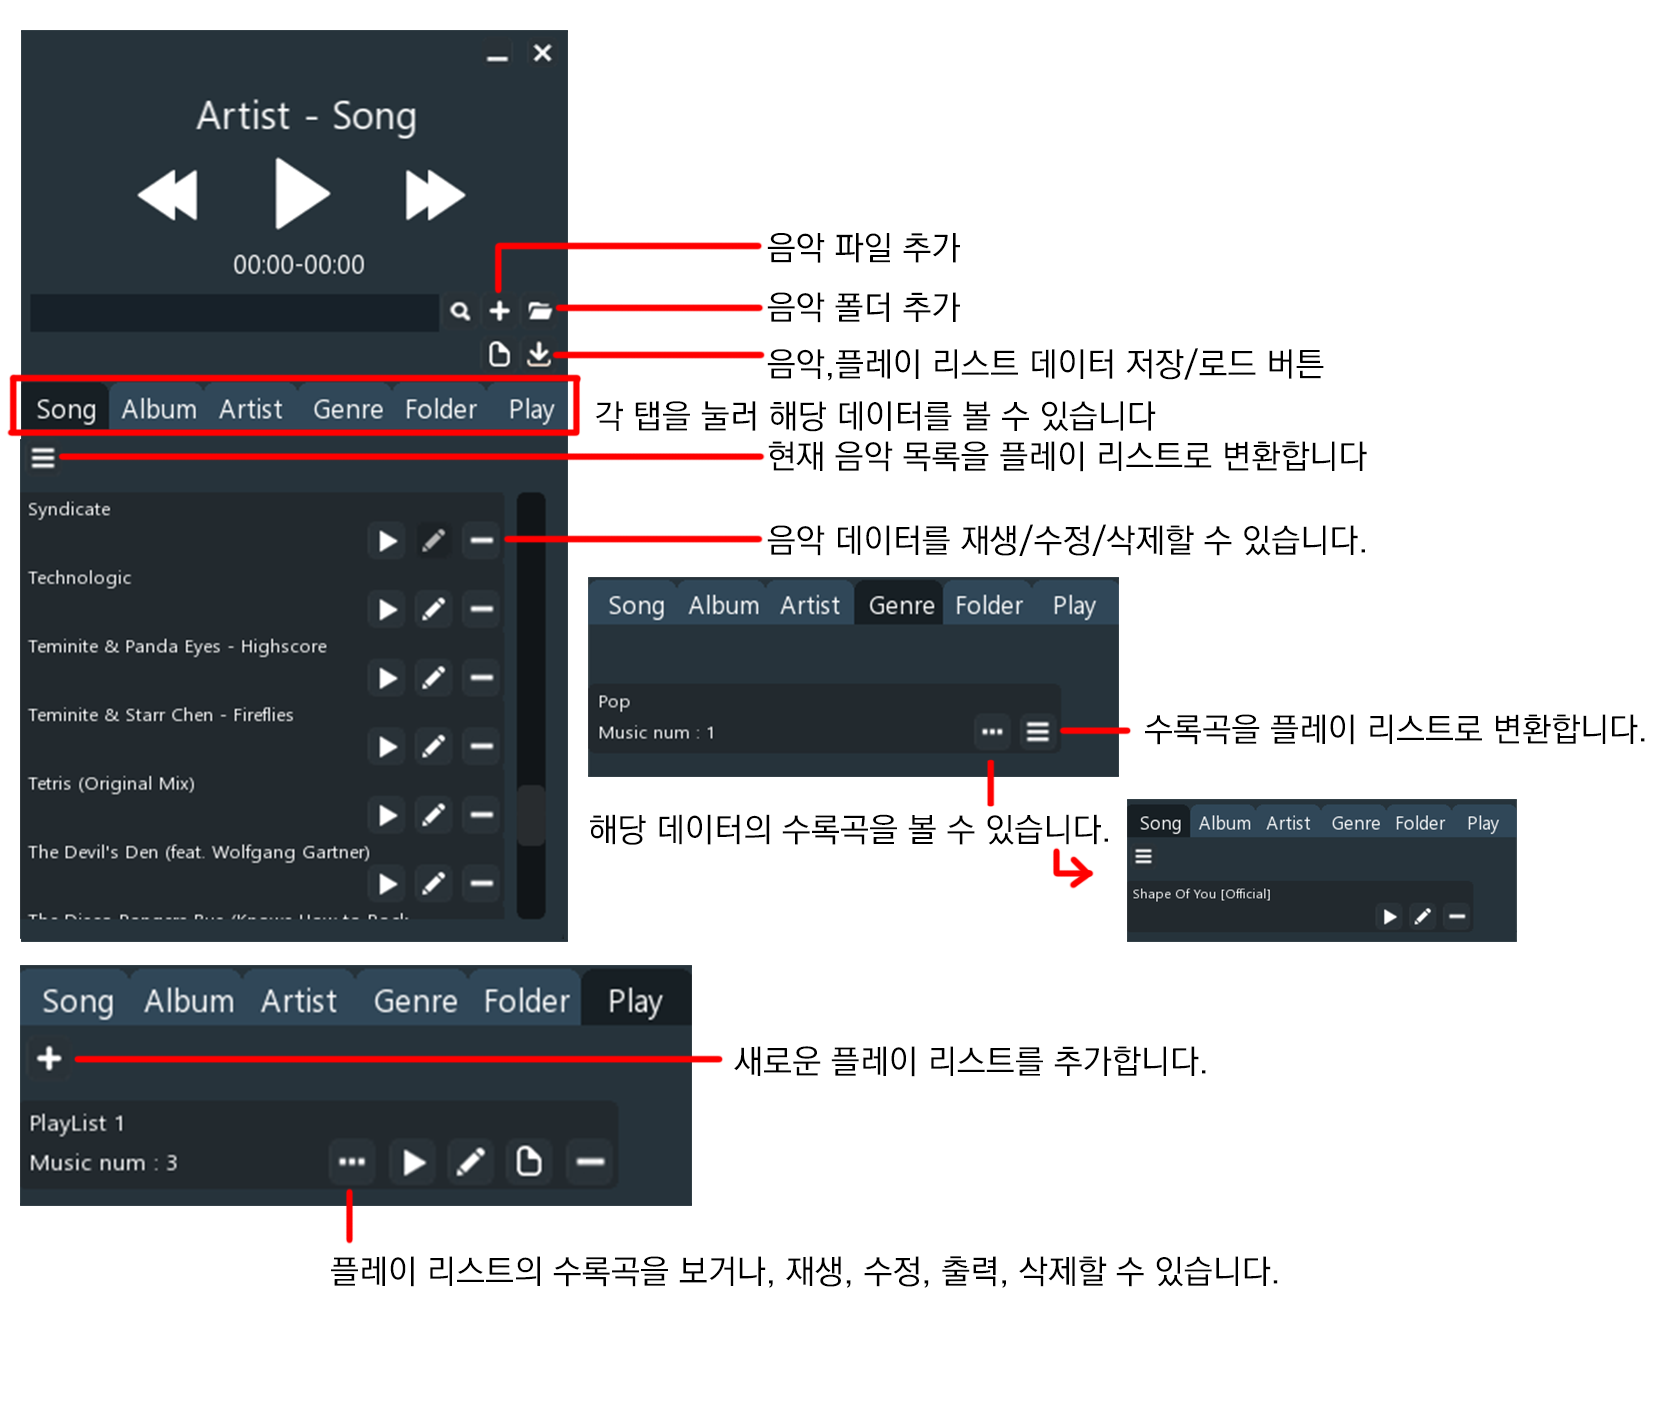 Artist - Song
00:00-00:00
음악 파일 추가
음악 폴더 추가
음악,플레이 리스트 데이터 저장/로드 버튼
Song Album Artist Genre Folder Play
각 탭을 눌러 해당 데이터를 볼 수 있습니다
현재 음악 목록을 플레이 리스트로 변환합니다
Syndicate
음악 데이터를 재생/수정/삭제할 수 있습니다.
Technologic
Teminite & Panda Eyes - Highscore
Teminite & Starr Chen - Fireflies
Tetris (Original Mix)
The Devil's Den (feat. Wolfgang Gartner)
Song Album Artist Genre Folder Play
Pop
Music num : 1
수록곡을 플레이 리스트로 변환합니다.
해당 데이터의 수록곡을 볼 수 있습니다.
Song Album Artist Genre Folder Play
Shape Of You [Official]
Song Album Artist Genre Folder Play
새로운 플레이 리스트를 추가합니다.
PlayList 1
Music num : 3
플레이 리스트의 수록곡을 보거나, 재생, 수정, 출력, 삭제할 수 있습니다.